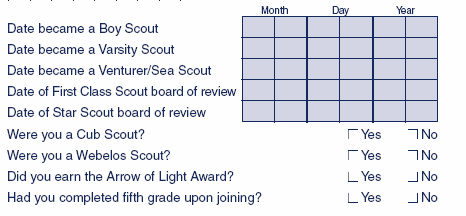 Month Day Year
Date became a Boy Scout
Date became a Varsity Scout
Date became a Venturer/Sea Scout
Date of First Class Scout board of review
Date of Star Scout board of review
Were you a Cub Scout? Yes No
Were you a Webelos Scout? Yes No
Did you earn the Arrow of Light Award? Yes No
Had you completed fifth grade upon joining? Yes No